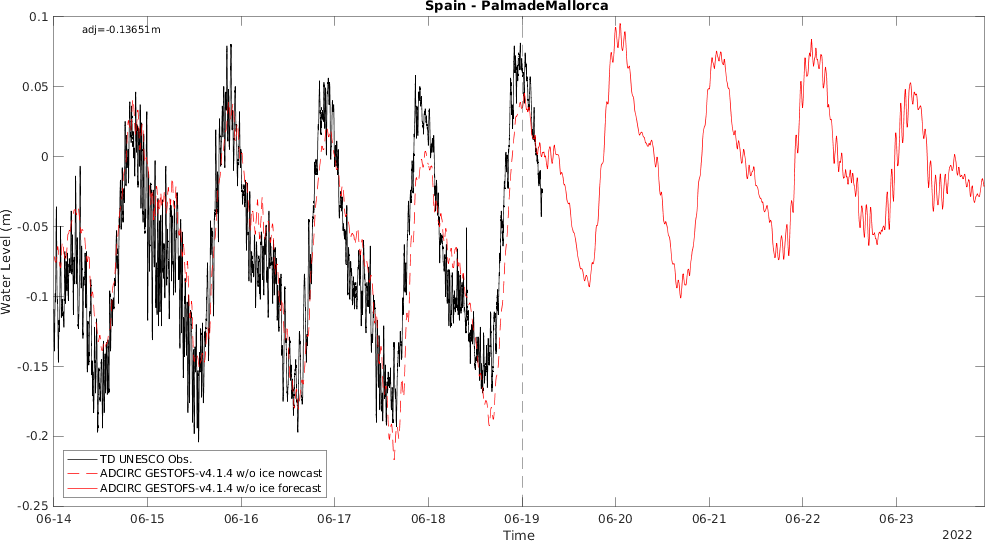 Spain - PalmadeMallorca
adj=-0.13651m
0.1
0.05
0
-0.05
-0.1
-0.15
-0.2
-0.25
Water Level (m)
TD UNESCO Obs.
ADCIRC GESTOFS-v4.1.4 w/o ice nowcast
ADCIRC GESTOFS-v4.1.4 w/o ice forecast
06-14 06-15 06-16 06-17 06-18 06-19 06-20 06-21 06-22 06-23
Time
2022